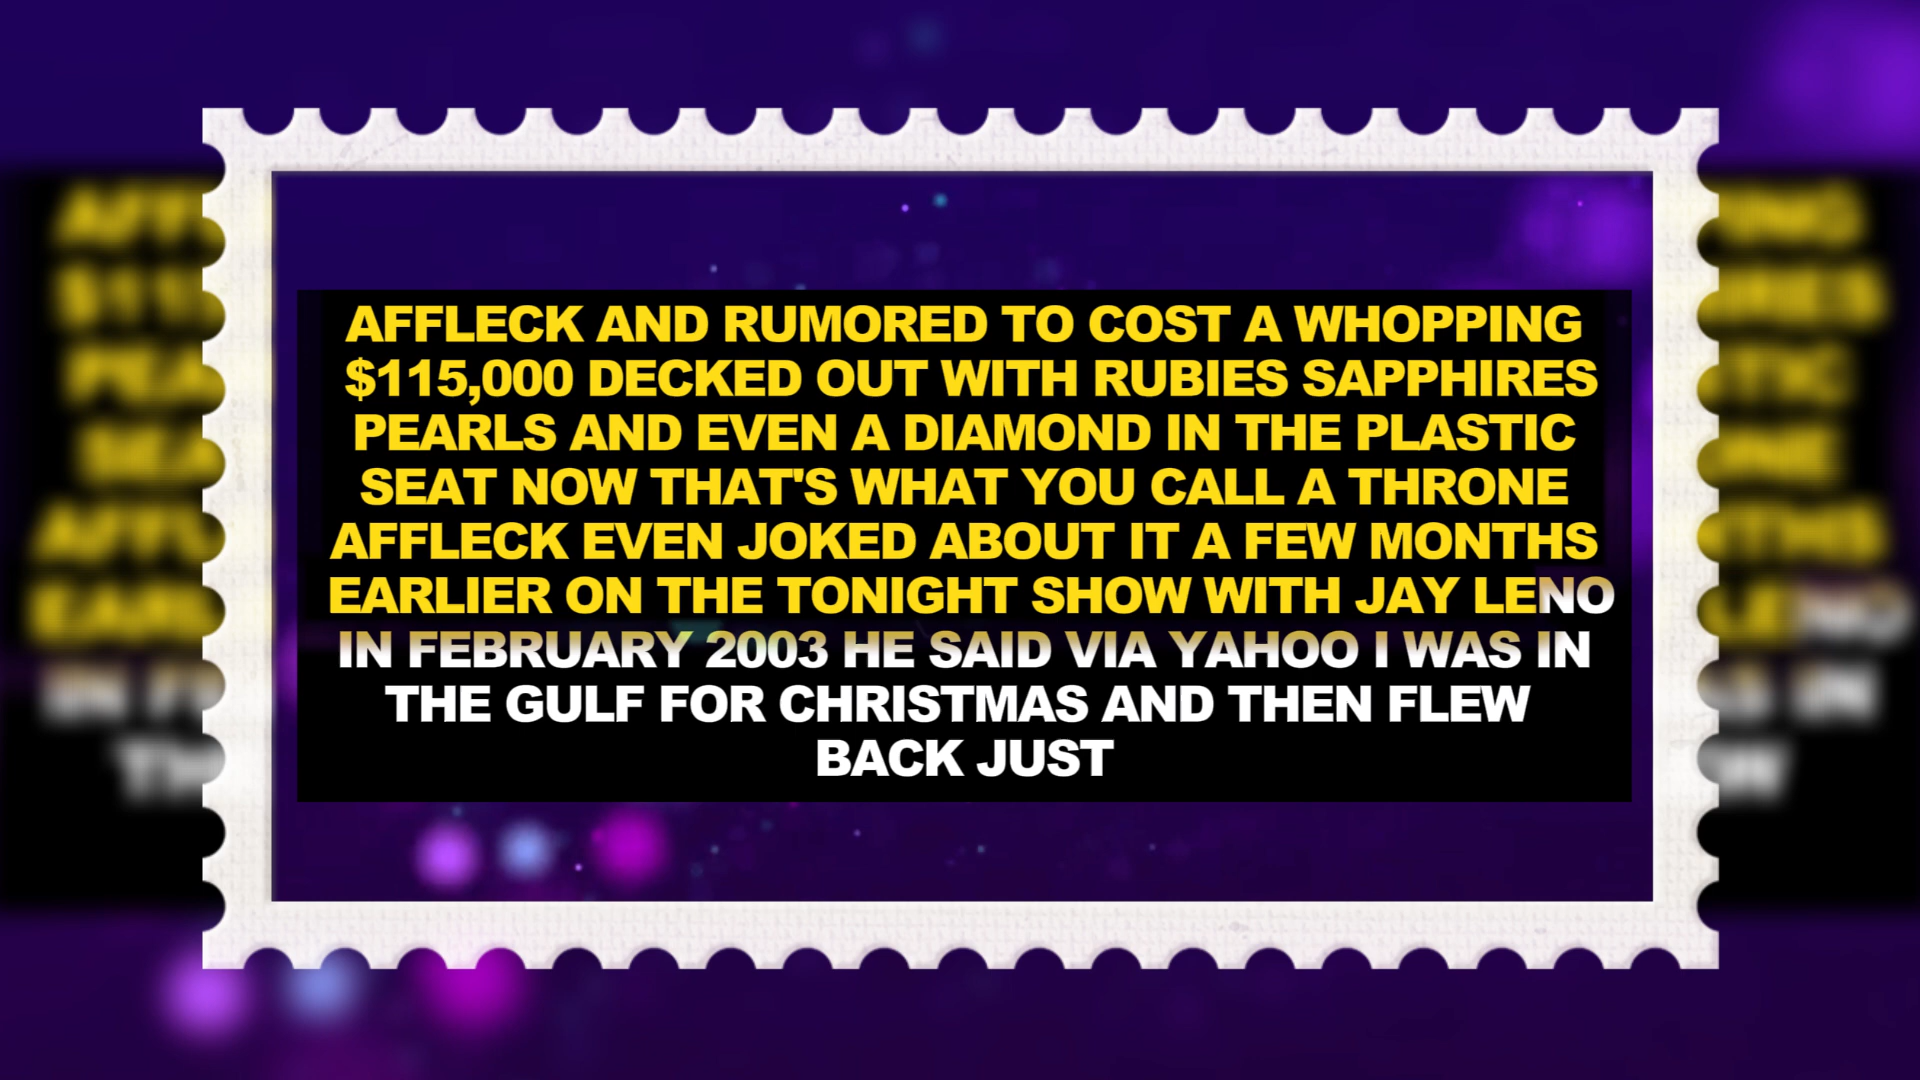 AFFLECK AND RUMORED TO COST A WHOPPING
$115,000 DECKED OUT WITH RUBIES SAPPHIRES
PEARLS AND EVEN A DIAMOND IN THE PLASTIC
SEAT NOW THAT'S WHAT YOU CALL A THRONE
AFFLECK EVEN JOKED ABOUT IT A FEW MONTHS
EARLIER ON THE TONIGHT SHOW WITH JAY LENO
IN FEBRUARY 2003 HE SAID VIA YAHOO I WAS IN
THE GULF FOR CHRISTMAS AND THEN FLEW
BACK JUST